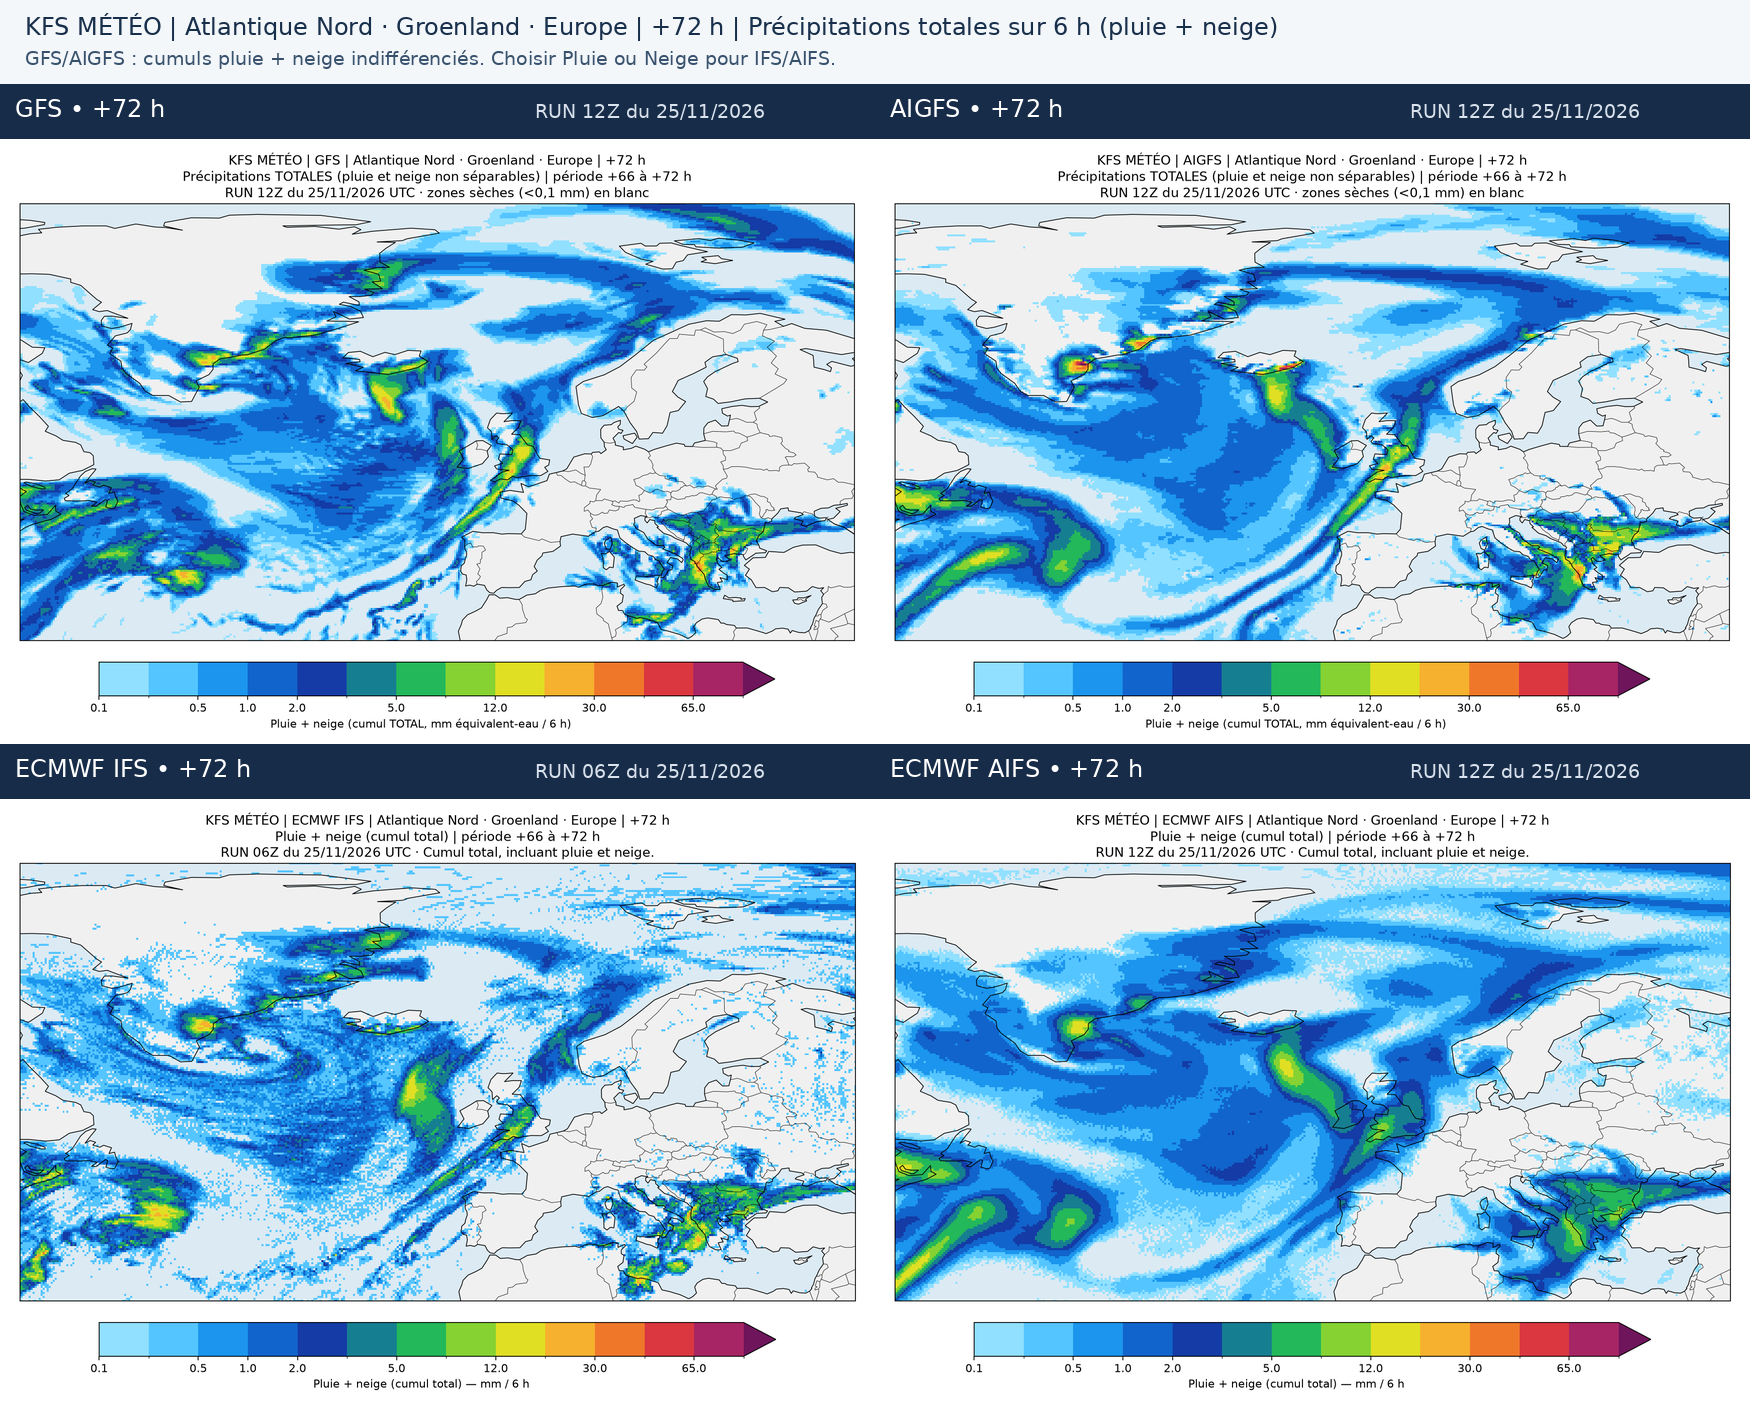 KFS MÉTÉO | Atlantique Nord · Groenland · Europe | +72 h | Précipitations totales sur 6 h (pluie + neige)
GFS/AIGFS : cumuls pluie + neige indifférenciés. Choisir Pluie ou Neige pour IFS/AIFS.
GFS • +72 h
RUN 12Z du 25/11/2026
AIGFS • +72 h
RUN 12Z du 25/11/2026
KFS MÉTÉO | GFS | Atlantique Nord · Groenland · Europe | +72 h
Précipitations TOTALES (pluie et neige non séparables) | période +66 à +72 h
RUN 12Z du 25/11/2026 UTC · zones sèches (<0,1 mm) en blanc
KFS MÉTÉO | AIGFS | Atlantique Nord · Groenland · Europe | +72 h
Précipitations TOTALES (pluie et neige non séparables) | période +66 à +72 h
RUN 12Z du 25/11/2026 UTC · zones sèches (<0,1 mm) en blanc
0.1 0.5 1.0 2.0 5.0 12.0 30.0 65.0
Pluie + neige (cumul TOTAL, mm équivalent-eau / 6 h)
0.1 0.5 1.0 2.0 5.0 12.0 30.0 65.0
Pluie + neige (cumul TOTAL, mm équivalent-eau / 6 h)
ECMWF IFS • +72 h
RUN 06Z du 25/11/2026
ECMWF AIFS • +72 h
RUN 12Z du 25/11/2026
KFS MÉTÉO | ECMWF IFS | Atlantique Nord · Groenland · Europe | +72 h
Pluie + neige (cumul total) | période +66 à +72 h
RUN 06Z du 25/11/2026 UTC · Cumul total, incluant pluie et neige.
KFS MÉTÉO | ECMWF AIFS | Atlantique Nord · Groenland · Europe | +72 h
Pluie + neige (cumul total) | période +66 à +72 h
RUN 12Z du 25/11/2026 UTC · Cumul total, incluant pluie et neige.
0.1 0.5 1.0 2.0 5.0 12.0 30.0 65.0
Pluie + neige (cumul total) — mm / 6 h
0.1 0.5 1.0 2.0 5.0 12.0 30.0 65.0
Pluie + neige (cumul total) — mm / 6 h